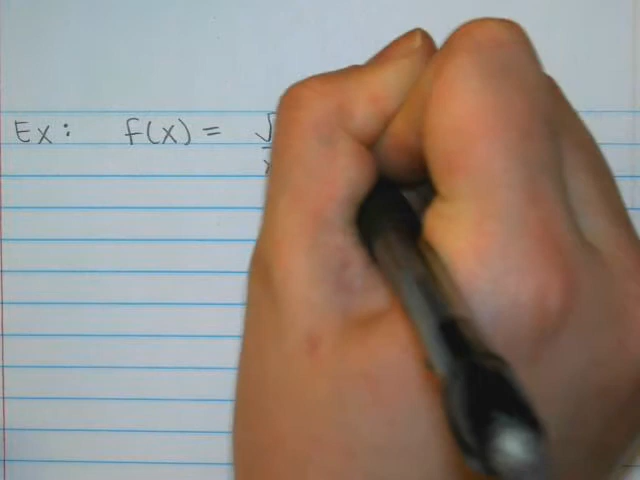 Ex: f(x) = √